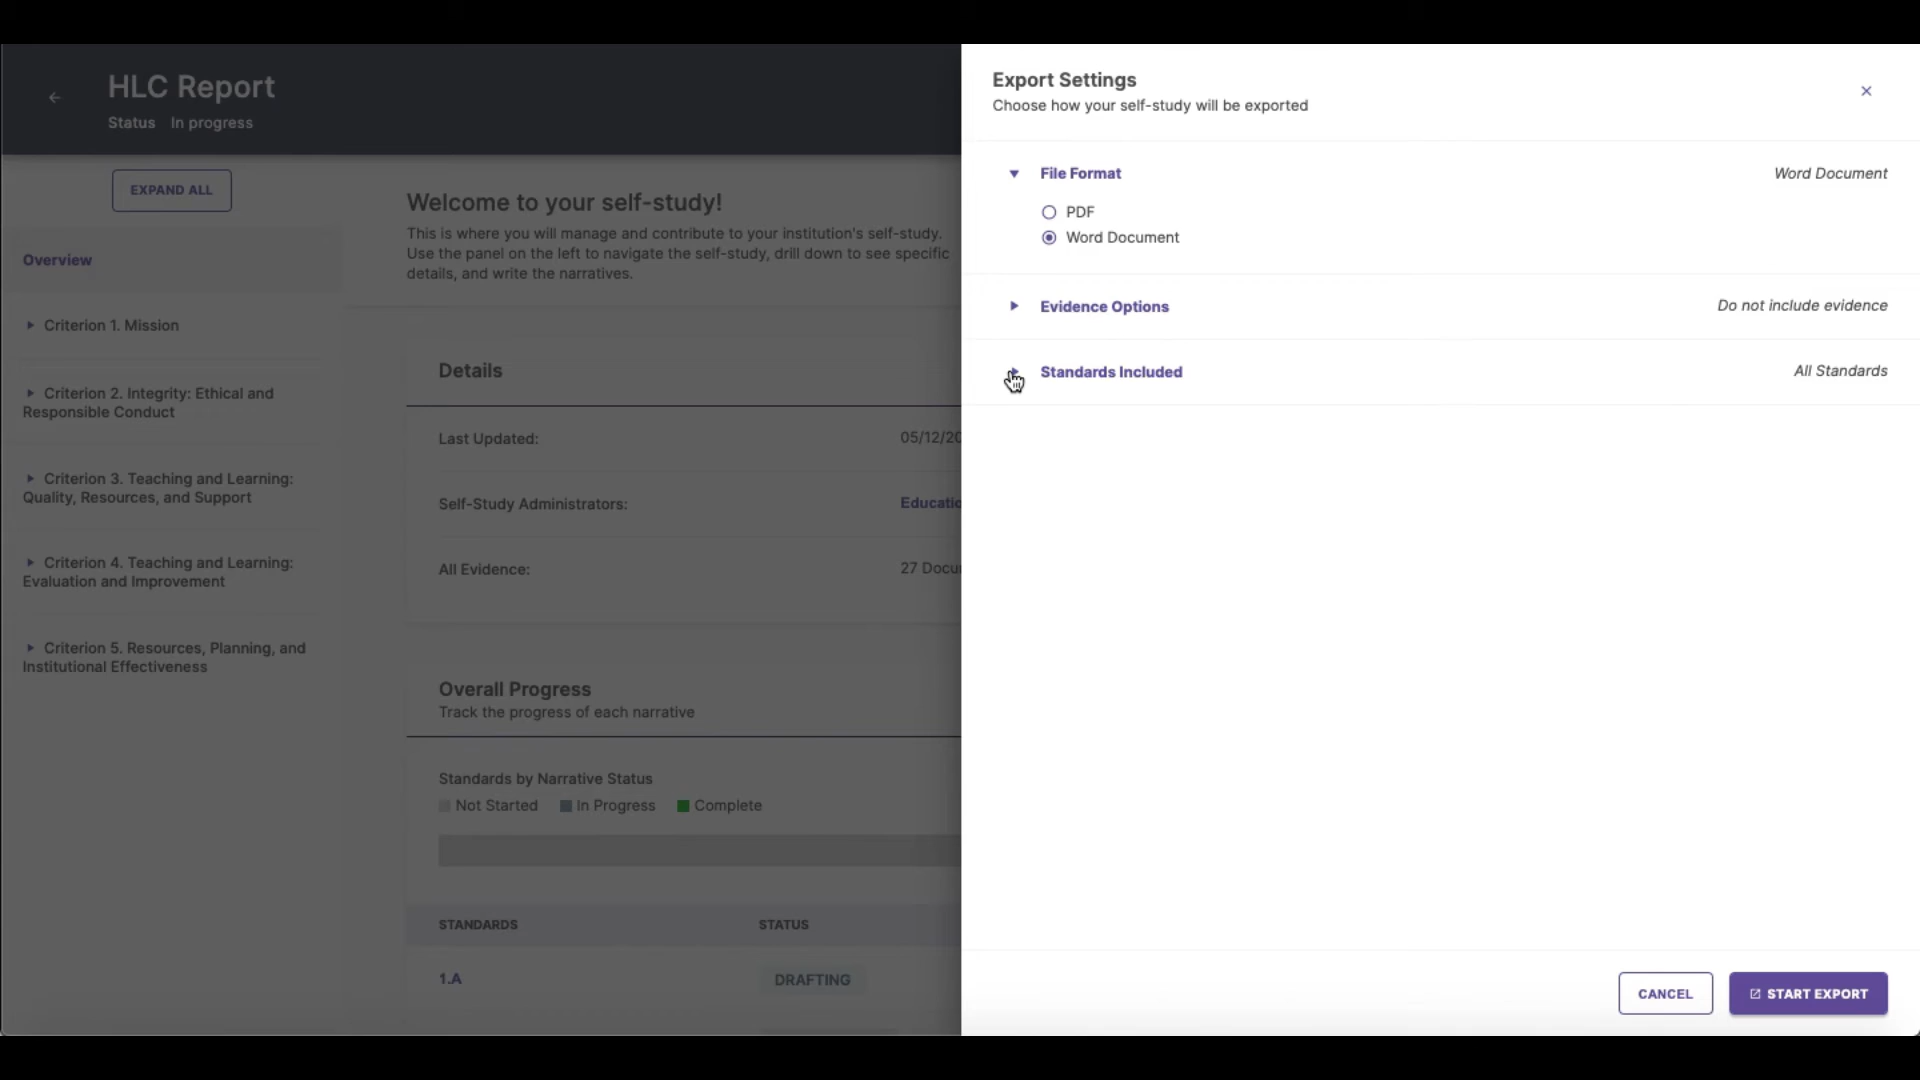 HLC Report
Status In progress
EXPAND ALL
Overview
Criterion 1. Mission
Criterion 2. Integrity: Ethical and
Responsible Conduct
Criterion 3. Teaching and Learning:
Quality, Resources, and Support
Criterion 4. Teaching and Learning:
Evaluation and Improvement
Criterion 5. Resources, Planning, and
Institutional Effectiveness
Welcome to your self-study!
This is where you will manage and contribute to your institution's self-study.
Use the panel on the left to navigate the self-study, drill down to see specific
details, and write the narratives.
Details
Last Updated: 05/12/20
Self-Study Administrators: Educatio
All Evidence: 27 Docu
Overall Progress
Track the progress of each narrative
Standards by Narrative Status
Not Started In Progress Complete
STANDARDS STATUS
1.A DRAFTING
Export Settings
Choose how your self-study will be exported
File Format Word Document
PDF
Word Document
Evidence Options Do not include evidence
Standards Included All Standards
CANCEL START EXPORT